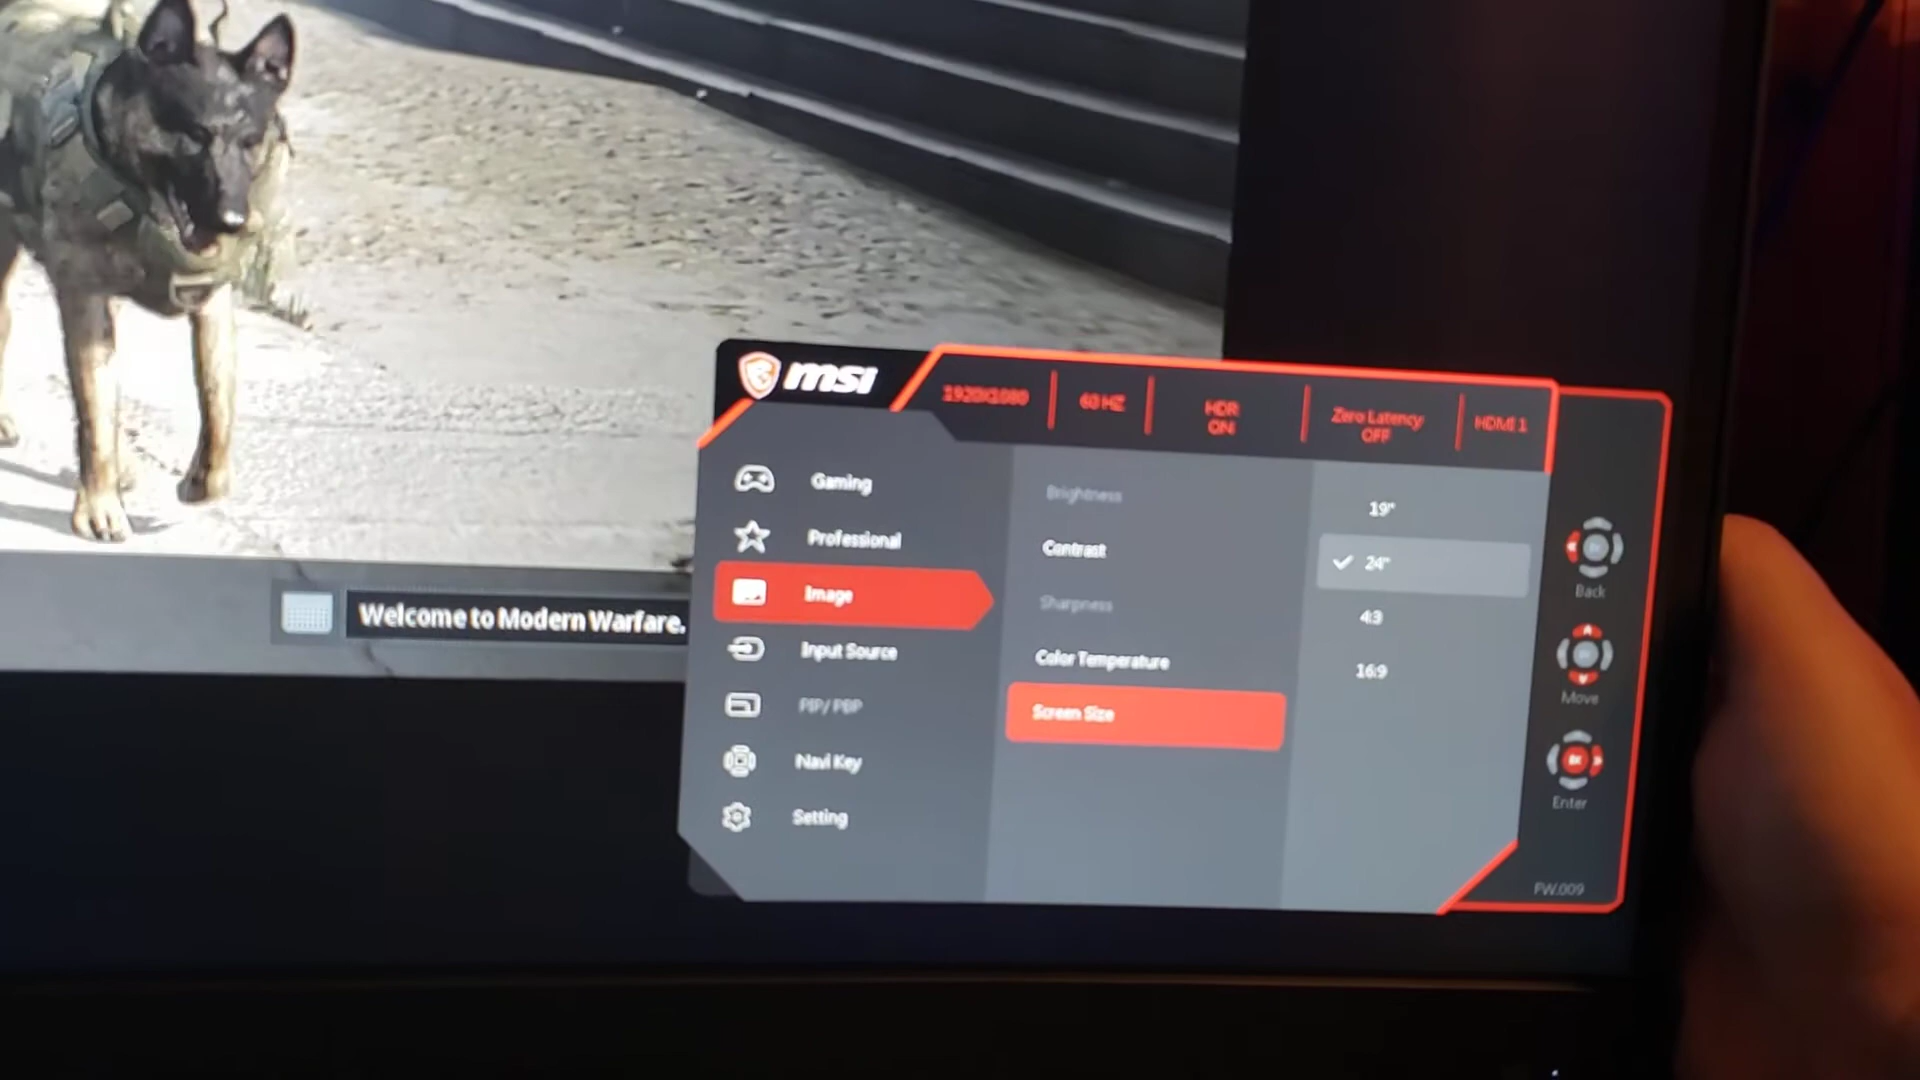 msi
1920X1080
60 HZ
HDR
ON
Zero Latency
OFF
HDMI 1
Gaming
Professional
Image
Input Source
PIP/ PBP
Navi Key
Setting
Brightness
Contrast
Sharpness
Color Temperature
Screen Size
19"
24"
4:3
16:9
Back
Move
Enter
FW.009
Welcome to Modern Warfare.